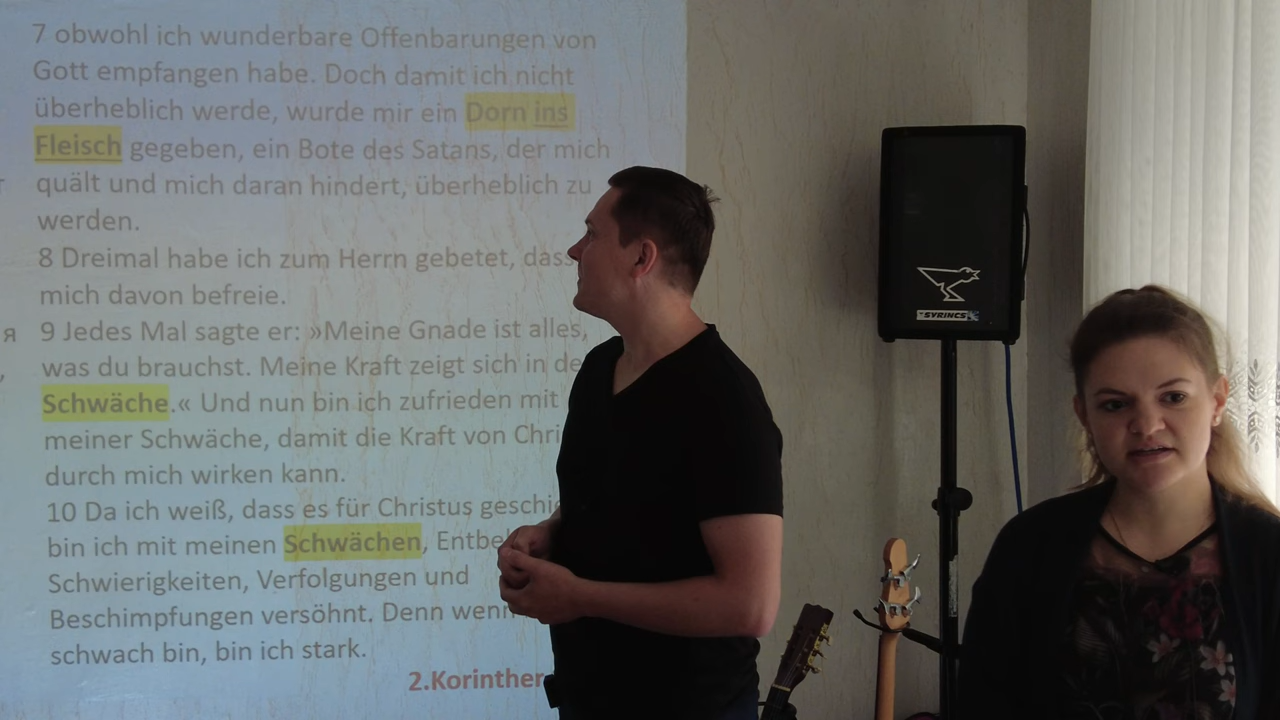 7 obwohl ich wunderbare Offenbarungen von
Gott empfangen habe. Doch damit ich nicht
überheblich werde, wurde mir ein Dorn ins
Fleisch gegeben, ein Bote des Satans, der mich
quält und mich daran hindert, überheblich zu
werden.
8 Dreimal habe ich zum Herrn gebetet, dass
mich davon befreie.
я
9 Jedes Mal sagte er: »Meine Gnade ist alles,
was du brauchst. Meine Kraft zeigt sich in de
Schwäche.« Und nun bin ich zufrieden mit
meiner Schwäche, damit die Kraft von Chri
durch mich wirken kann.
10 Da ich weiß, dass es für Christus geschie
bin ich mit meinen Schwächen, Entbe
Schwierigkeiten, Verfolgungen und
Beschimpfungen versöhnt. Denn wenn
schwach bin, bin ich stark.
2.Korinther
SYRINCS